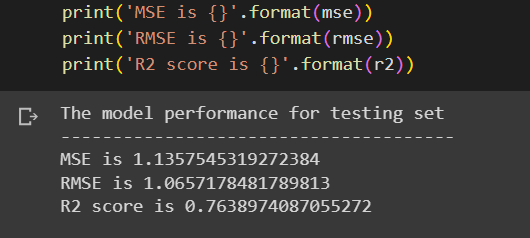 print('MSE is {}'.format(mse))
print('RMSE is {}'.format(rmse))
print('R2 score is {}'.format(r2))
The model performance for testing set
--------------------------------------
MSE is 1.1357545319272384
RMSE is 1.0657178481789813
R2 score is 0.7638974087055272